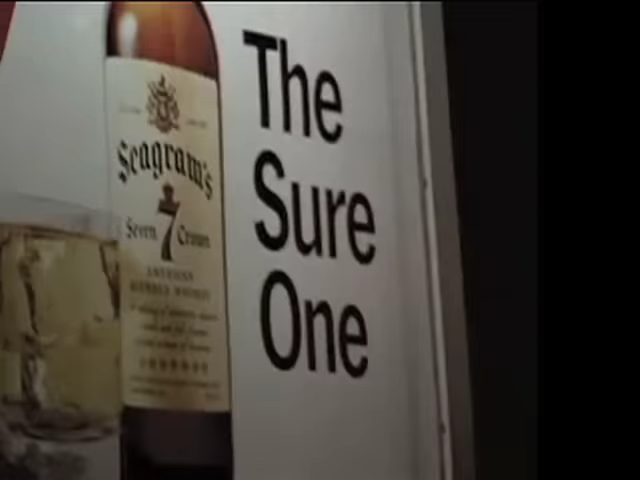 Seagram's
7
Seven Crown
AMERICAN
BLENDED WHISKEY
The
Sure
One